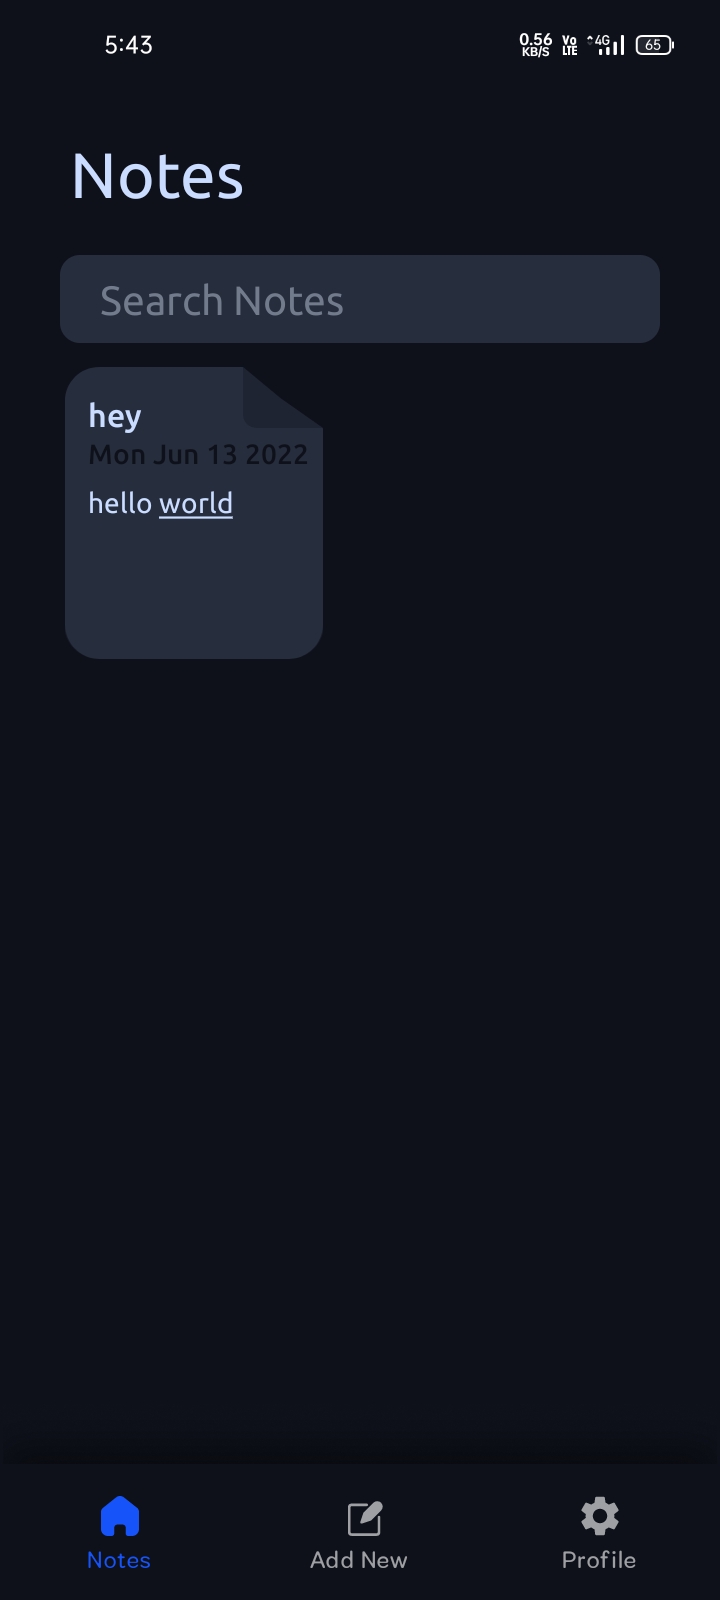 5:43
0.56 KB/S Vo LTE 4G 65
Notes
Search Notes
hey
Mon Jun 13 2022
hello world
Notes
Add New
Profile